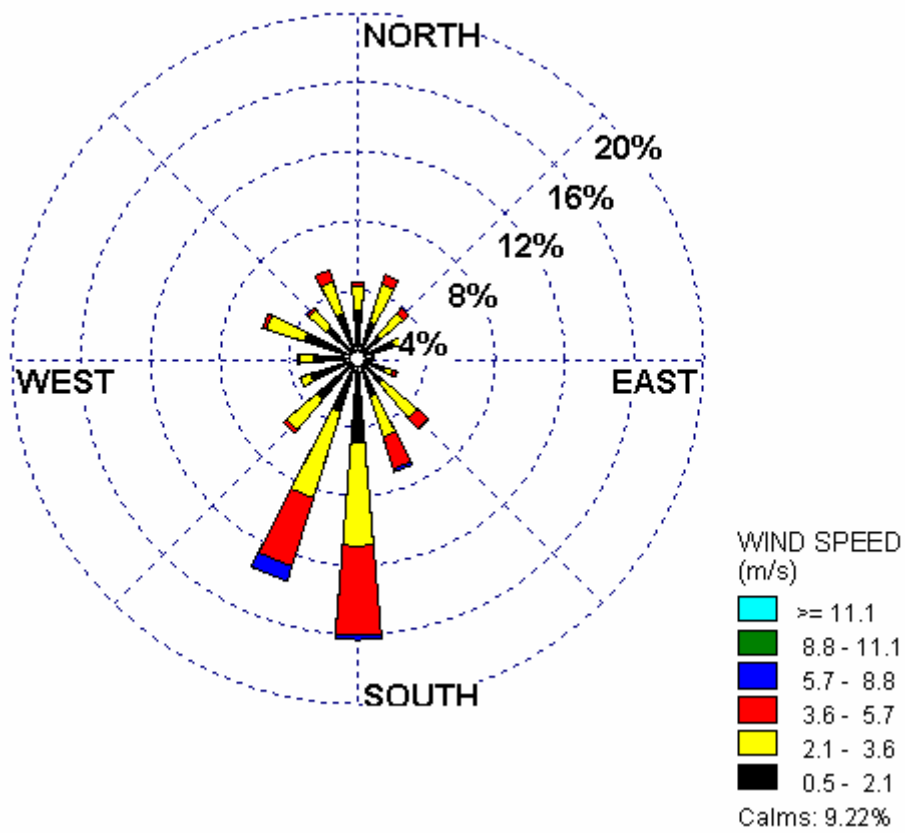 NORTH
20%
16%
12%
8%
4%
WEST
EAST
SOUTH
WIND SPEED
(m/s)
>= 11.1
8.8 - 11.1
5.7 - 8.8
3.6 - 5.7
2.1 - 3.6
0.5 - 2.1
Calms: 9.22%